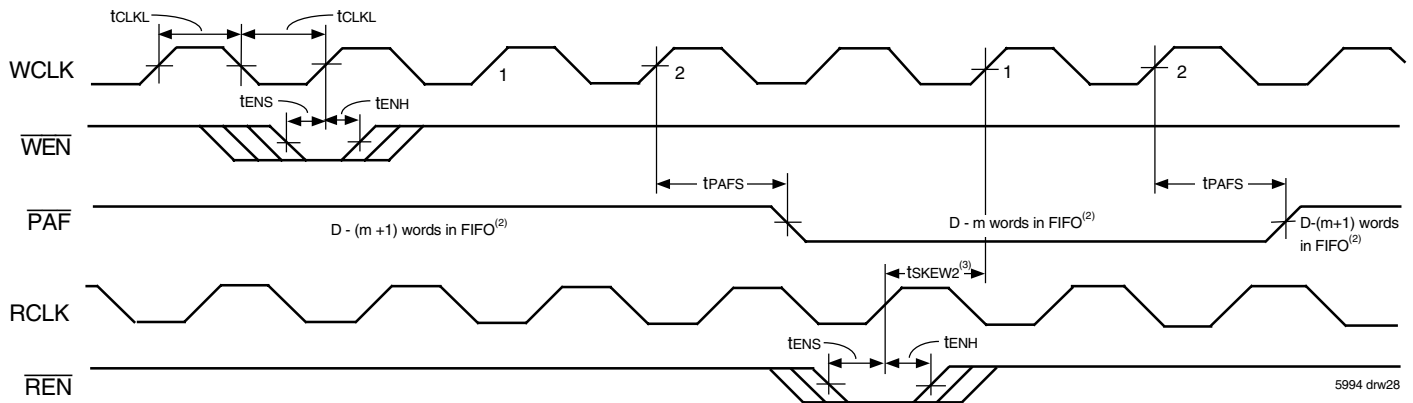 tCLKL tCLKL
WCLK 1 2 1 2
tENS tENH
WEN
tPAFS tPAFS
PAF
D - (m +1) words in FIFO(2) D - m words in FIFO(2) D-(m+1) words
in FIFO(2)
tSKEW2(3)
RCLK
tENS tENH
REN
5994 drw28